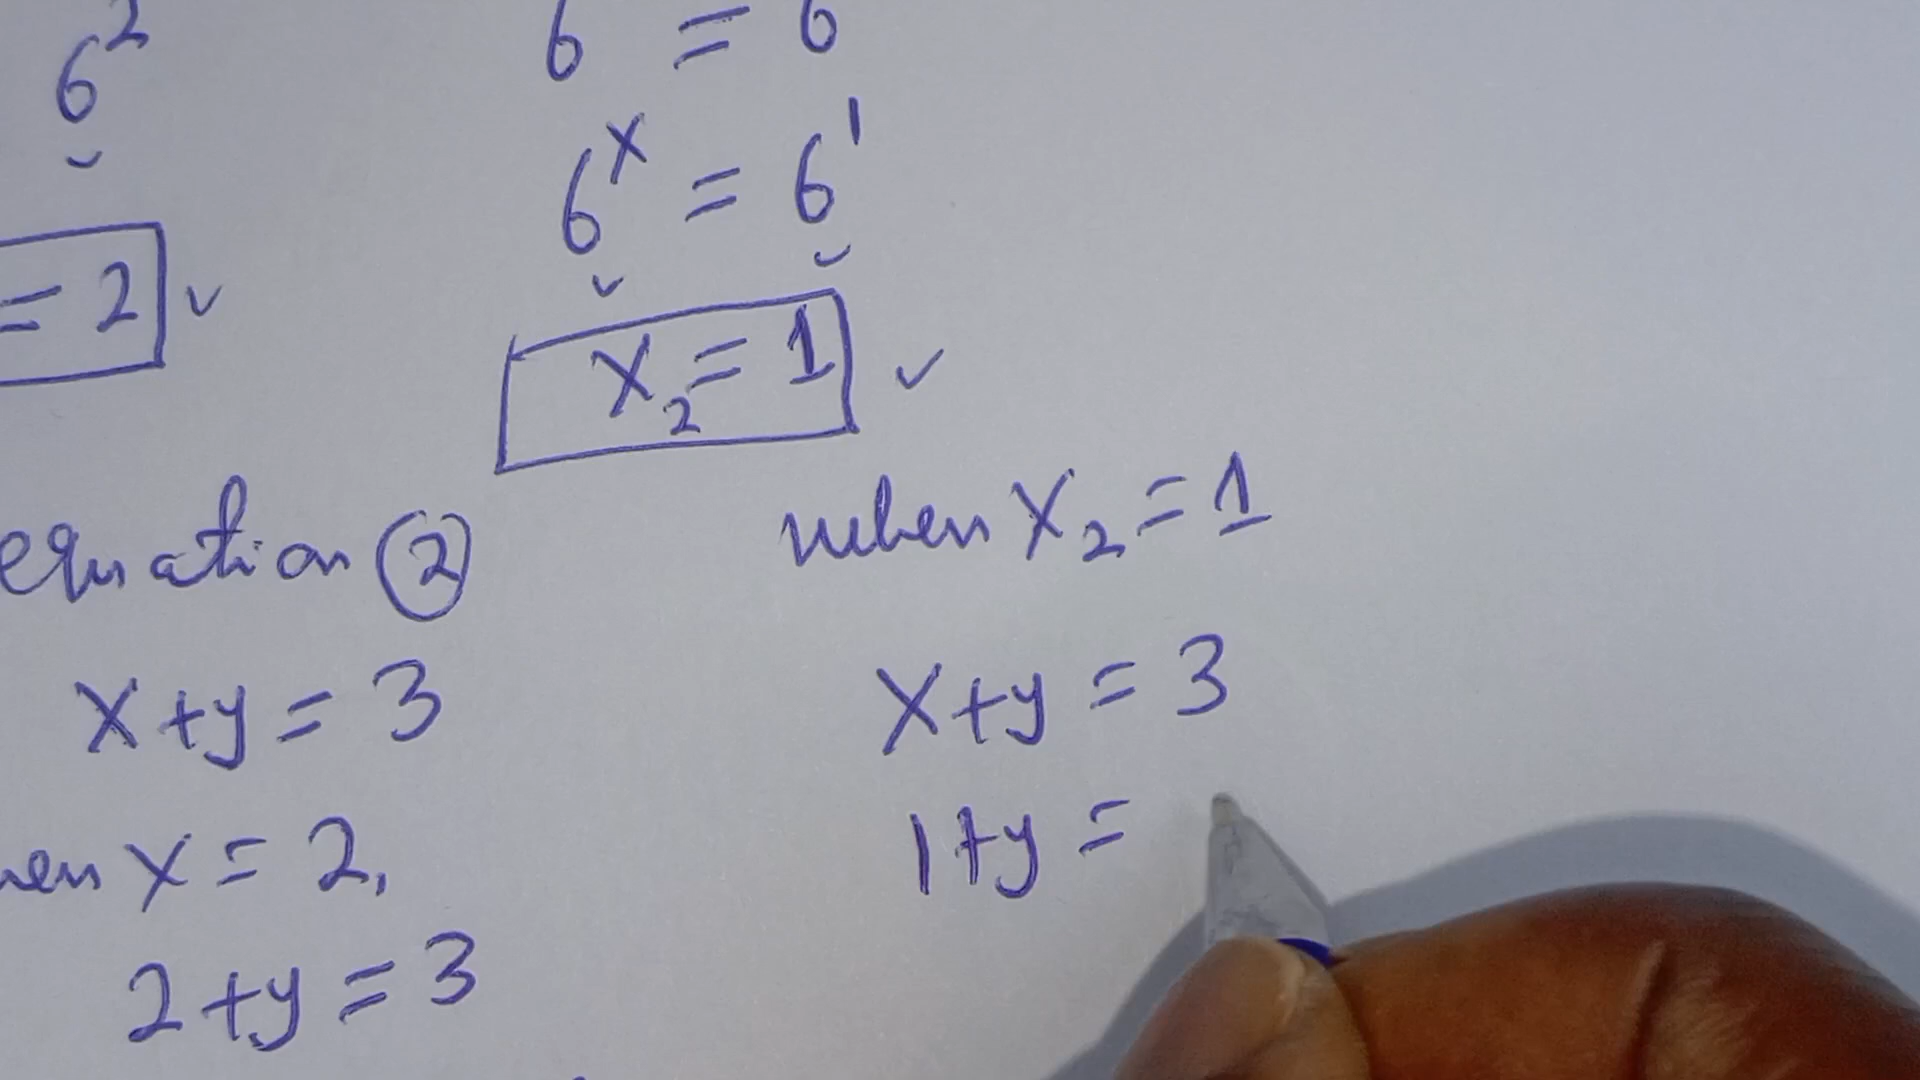 6²
6 = 6
6ˣ = 6¹
= 2 ✓
x₂ = 1 ✓
equation ②
x+y = 3
x = 2,
2+y = 3
when x₂ = 1
x+y = 3
1+y =